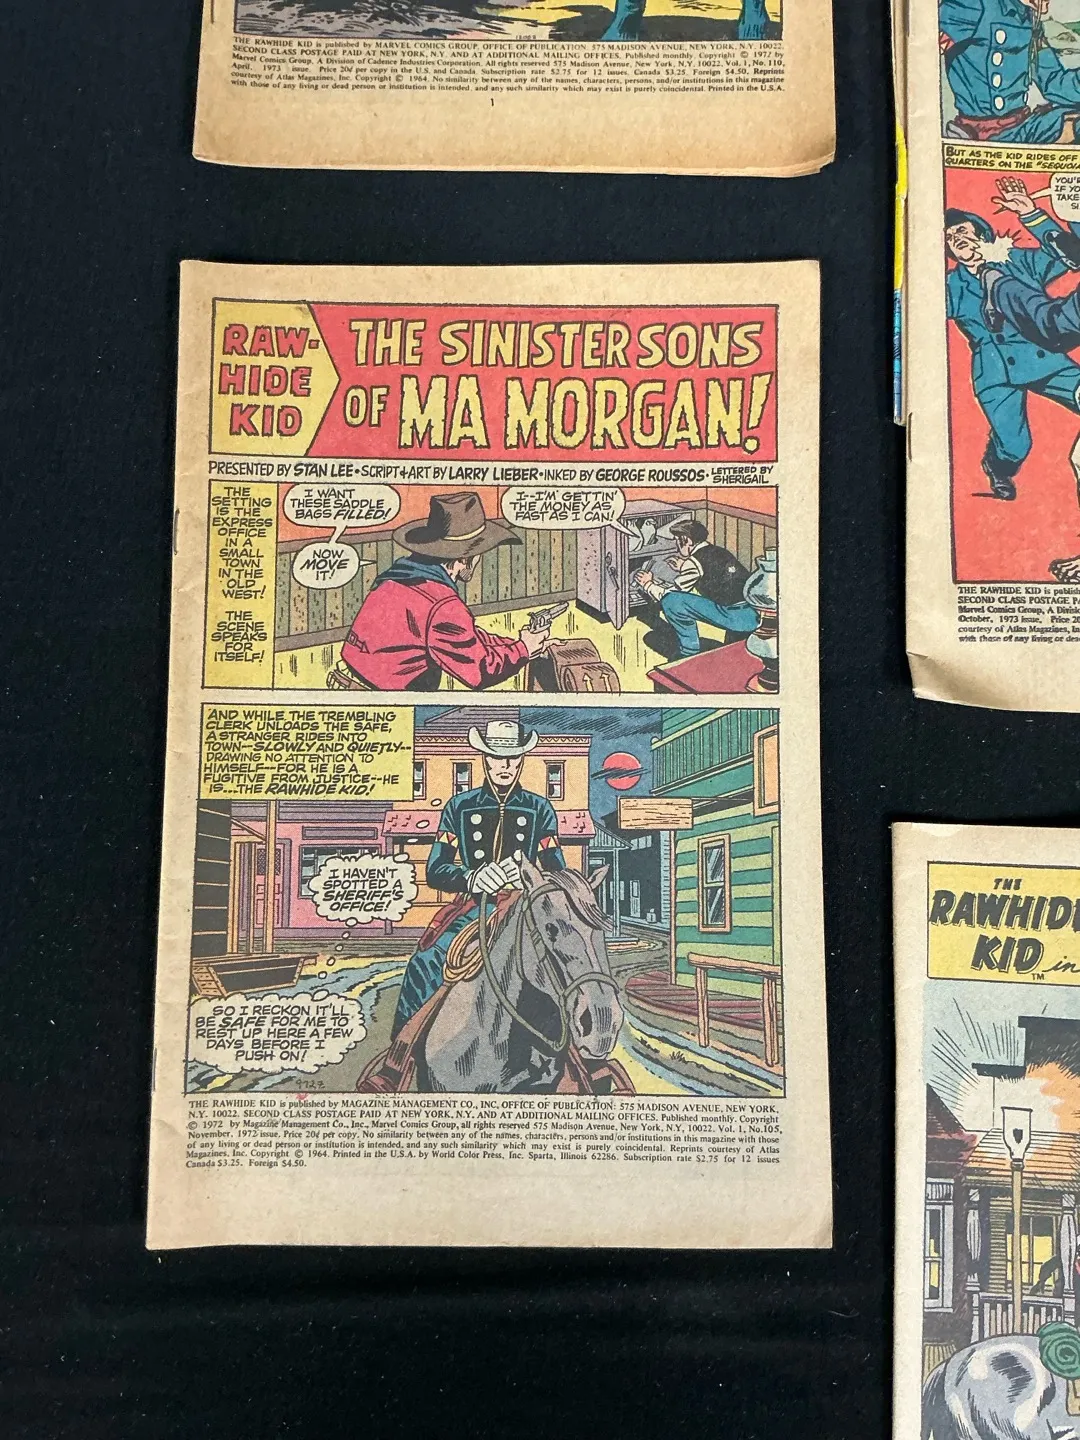 THE RAWHIDE KID is published by MARVEL COMICS GROUP, OFFICE OF PUBLICATION: 575 MADISON AVENUE, NEW YORK, N.Y. 10022.
SECOND CLASS POSTAGE PAID AT NEW YORK, N.Y. AND AT ADDITIONAL MAILING OFFICES. Published monthly. Copyright © 1972 by
Marvel Comics Group, A Division of Cadence Industries Corporation. All rights reserved 575 Madison Avenue, New York, N.Y. 10022. Vol. 1, No. 110,
April, 1973 issue. Price 20¢ per copy in the U.S. and Canada. Subscription rate $2.75 for 12 issues. Canada $3.25. Foreign $4.50. Reprints
courtesy of Atlas Magazines, Inc. Copyright © 1964. No similarity between any of the names, characters, persons, and/or institutions in this magazine
with those of any living or dead person or institution is intended, and any such similarity which may exist is purely coincidental. Printed in the U.S.A.
1
BUT AS THE KID RIDES OFF
QUARTERS ON THE "SEQUOIA
IF YO
TAKE
RAW-
HIDE
KID
THE SINISTER SONS
OF MA MORGAN!
PRESENTED BY STAN LEE • SCRIPT & ART BY LARRY LIEBER • INKED BY GEORGE ROUSSOS • LETTERED BY
SHERIGAIL
THE
SETTING
IS THE
EXPRESS
OFFICE
IN A
SMALL
TOWN
IN THE
OLD
WEST!
THE
SCENE
SPEAKS
FOR
ITSELF!
I WANT
THESE SADDLE
BAGS FILLED!
NOW
MOVE
IT!
I--I'M GETTIN'
THE MONEY AS
FAST AS I CAN!
AND WHILE THE TREMBLING
CLERK UNLOADS THE SAFE,
A STRANGER RIDES INTO
TOWN--SLOWLY AND QUIETLY--
DRAWING NO ATTENTION TO
HIMSELF--FOR HE IS A
FUGITIVE FROM JUSTICE--HE
IS...THE RAWHIDE KID!
I HAVEN'T
SPOTTED A
SHERIFF'S
OFFICE!
SO I RECKON IT'LL
BE SAFE FOR ME TO
REST UP HERE A FEW
DAYS BEFORE I
PUSH ON!
THE RAWHIDE KID is published by MAGAZINE MANAGEMENT CO., INC. OFFICE OF PUBLICATION: 575 MADISON AVENUE, NEW YORK,
N.Y. 10022. SECOND CLASS POSTAGE PAID AT NEW YORK, N.Y. AND AT ADDITIONAL MAILING OFFICES. Published monthly. Copyright
© 1972 by Magazine Management Co., Inc., Marvel Comics Group, all rights reserved 575 Madison Avenue, New York, N.Y. 10022. Vol. 1, No.105,
November, 1972 issue. Price 20¢ per copy. No similarity between any of the names, characters, persons and/or institutions in this magazine with those
of any living or dead person or institution is intended, and any such similarity which may exist is purely coincidental. Reprints courtesy of Atlas
Magazines, Inc. Copyright © 1964. Printed in the U.S.A. by World Color Press, Inc. Sparta, Illinois 62286. Subscription rate $2.75 for 12 issues
Canada $3.25. Foreign $4.50.
THE RAWHIDE KID is
SECOND CLASS POSTAGE
Marvel Comics Group, A
October, 1973 issue. Price
courtesy of Atlas Magazines,
with those of any living or
THE
RAWHIDE
KID in
TM